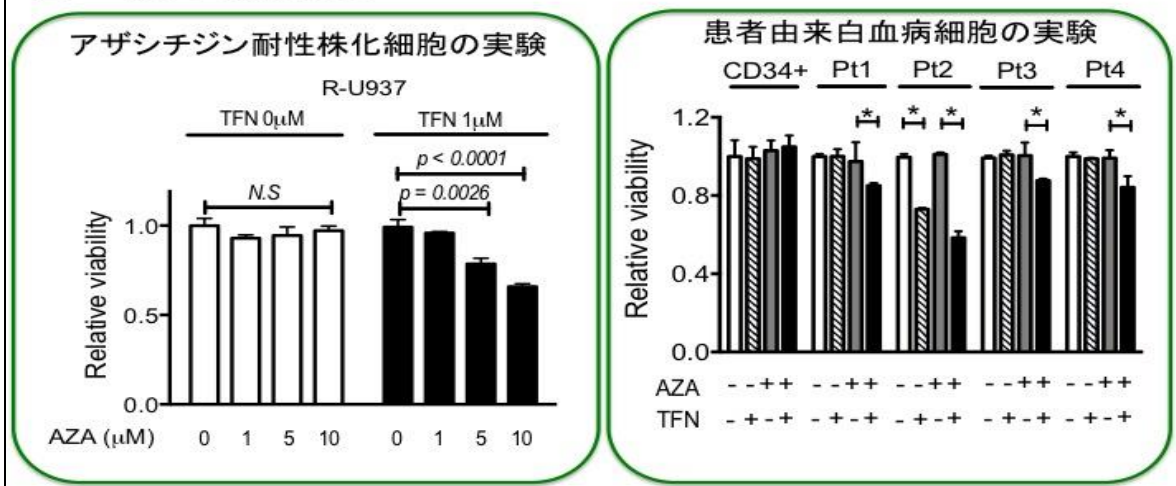 アザシチジン耐性株化細胞の実験
R-U937
TFN 0μM TFN 1μM
p < 0.0001
N.S p = 0.0026
Relative viability
1.0
0.5
0.0
AZA (μM) 0 1 5 10 0 1 5 10
患者由来白血病細胞の実験
CD34+ Pt1 Pt2 Pt3 Pt4
* * * * *
Relative viability
1.2
0.8
0.4
0.0
AZA - - + + - - + + - - + + - - + + - - + +
TFN - + - + - + - + - + - + - + - + - + - +